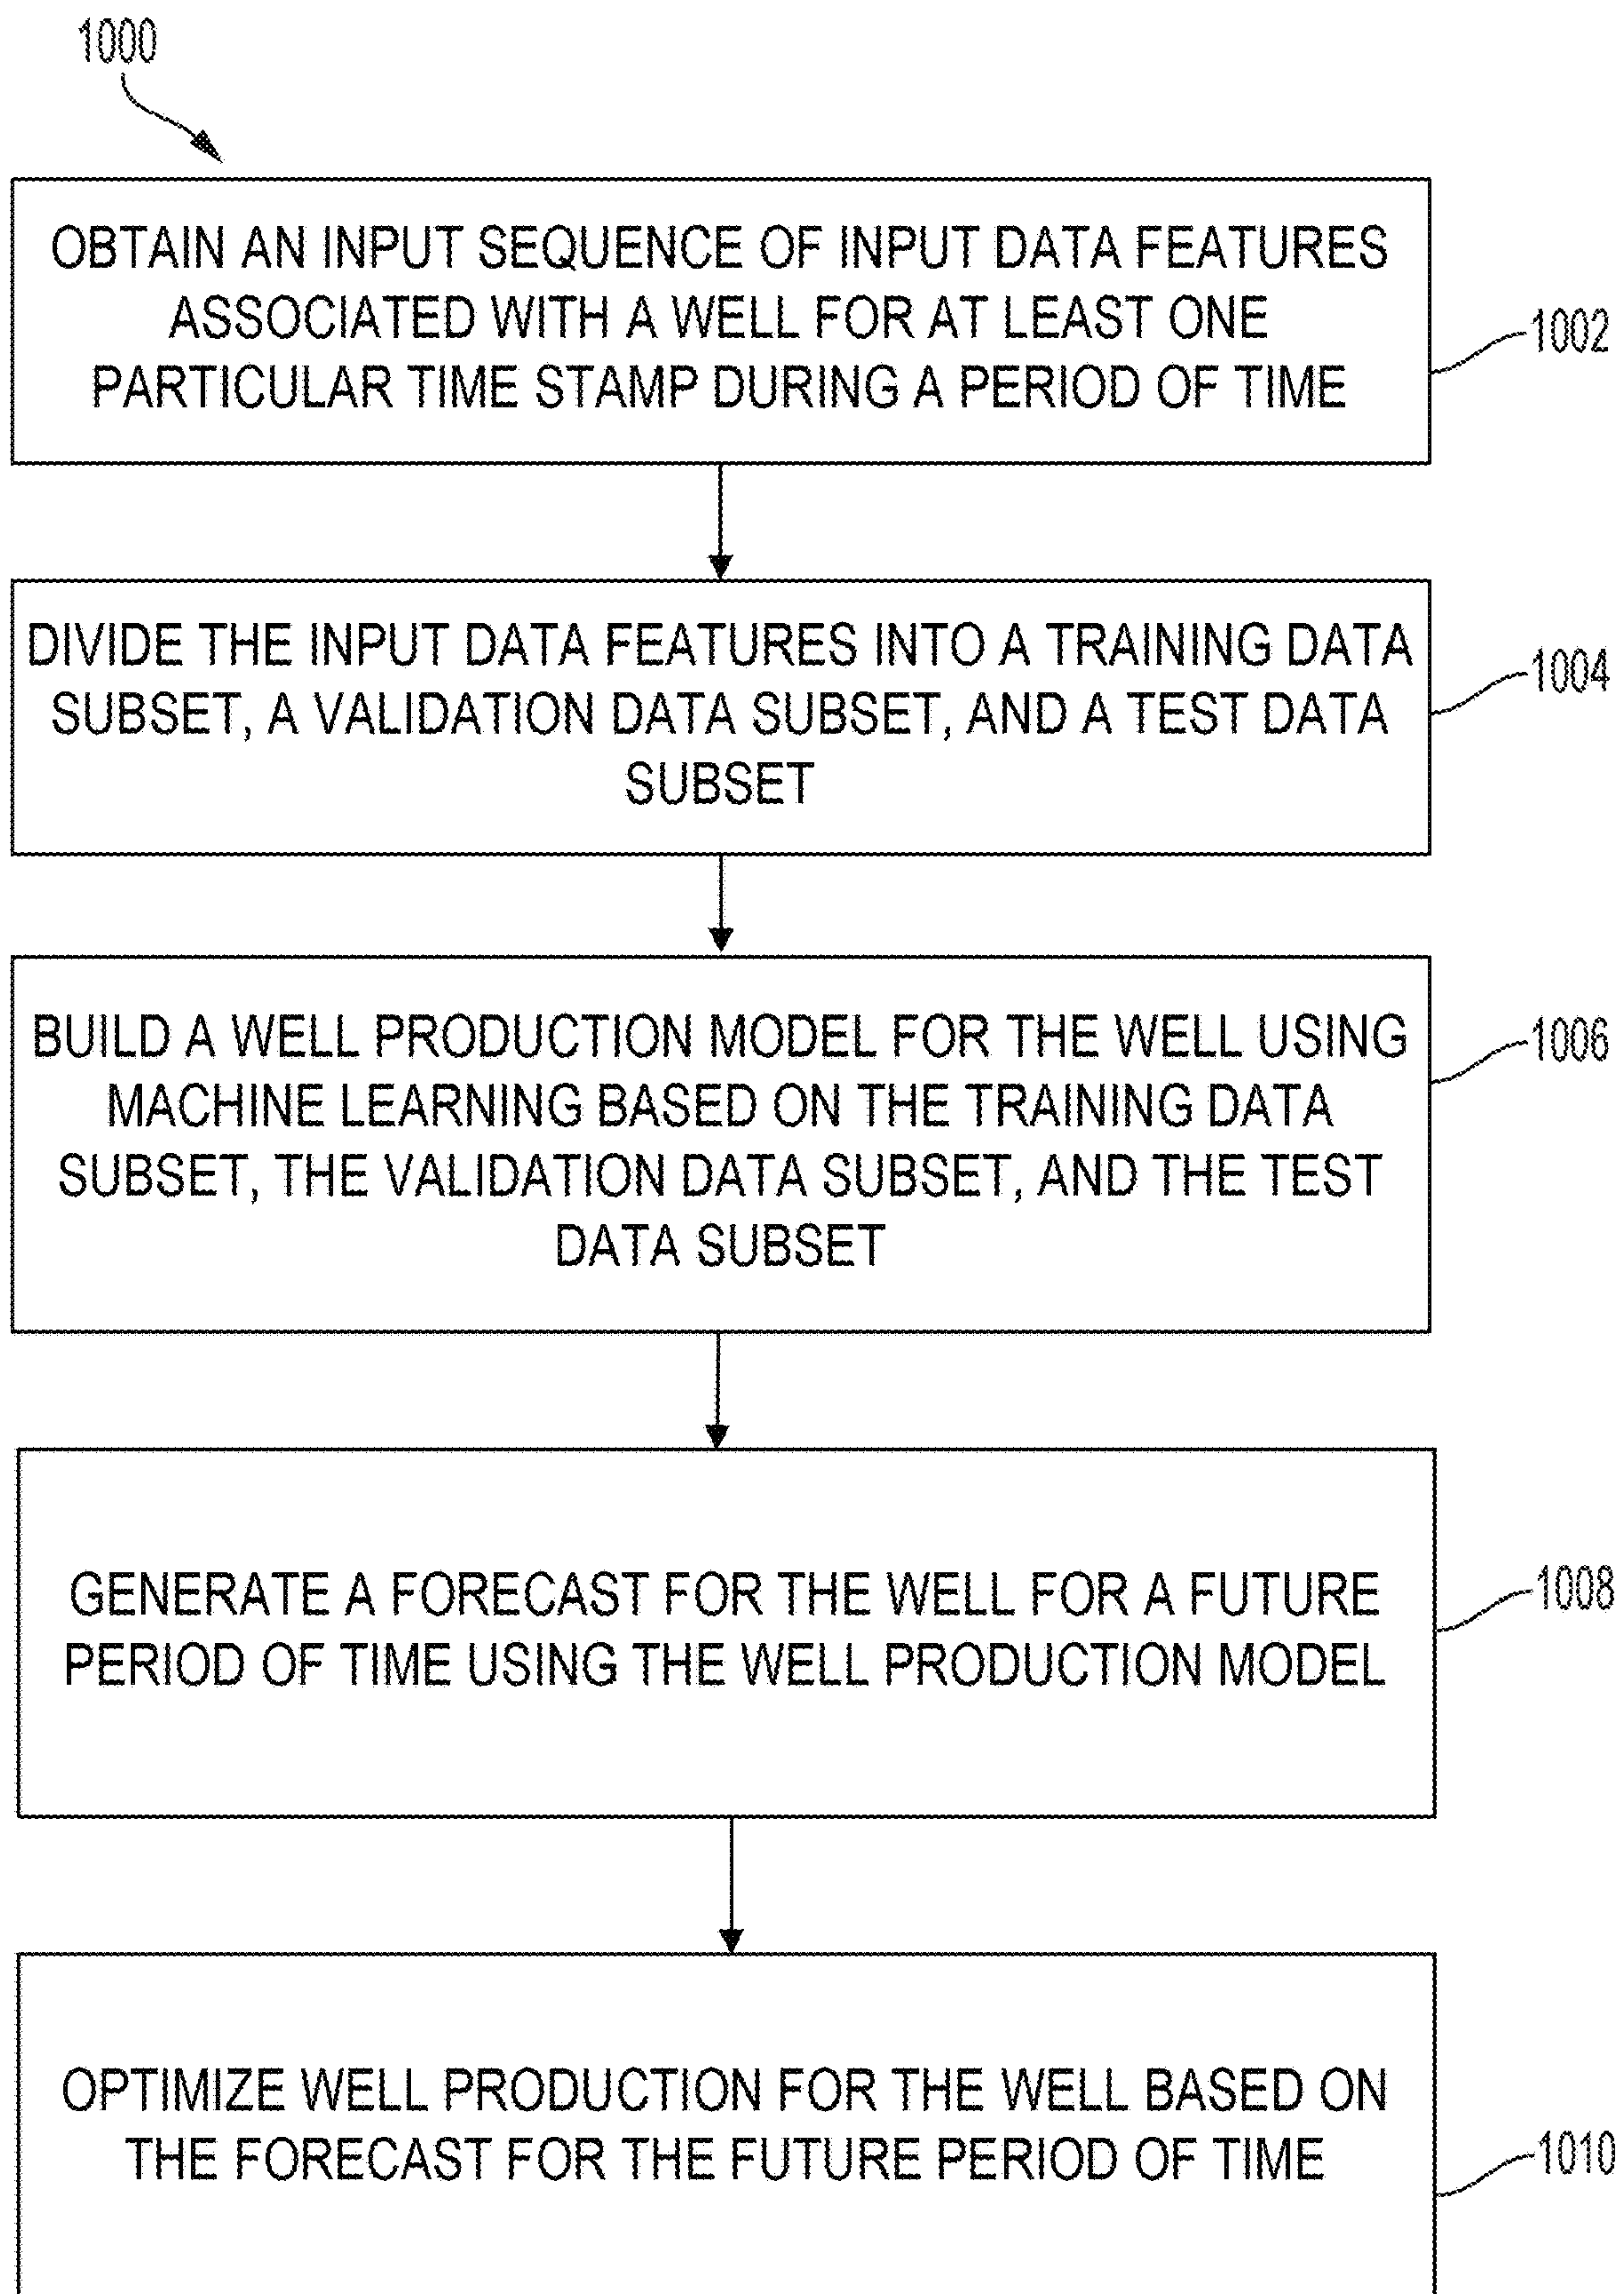 1000
OBTAIN AN INPUT SEQUENCE OF INPUT DATA FEATURES
ASSOCIATED WITH A WELL FOR AT LEAST ONE
PARTICULAR TIME STAMP DURING A PERIOD OF TIME
1002
DIVIDE THE INPUT DATA FEATURES INTO A TRAINING DATA
SUBSET, A VALIDATION DATA SUBSET, AND A TEST DATA
SUBSET
1004
BUILD A WELL PRODUCTION MODEL FOR THE WELL USING
MACHINE LEARNING BASED ON THE TRAINING DATA
SUBSET, THE VALIDATION DATA SUBSET, AND THE TEST
DATA SUBSET
1006
GENERATE A FORECAST FOR THE WELL FOR A FUTURE
PERIOD OF TIME USING THE WELL PRODUCTION MODEL
1008
OPTIMIZE WELL PRODUCTION FOR THE WELL BASED ON
THE FORECAST FOR THE FUTURE PERIOD OF TIME
1010